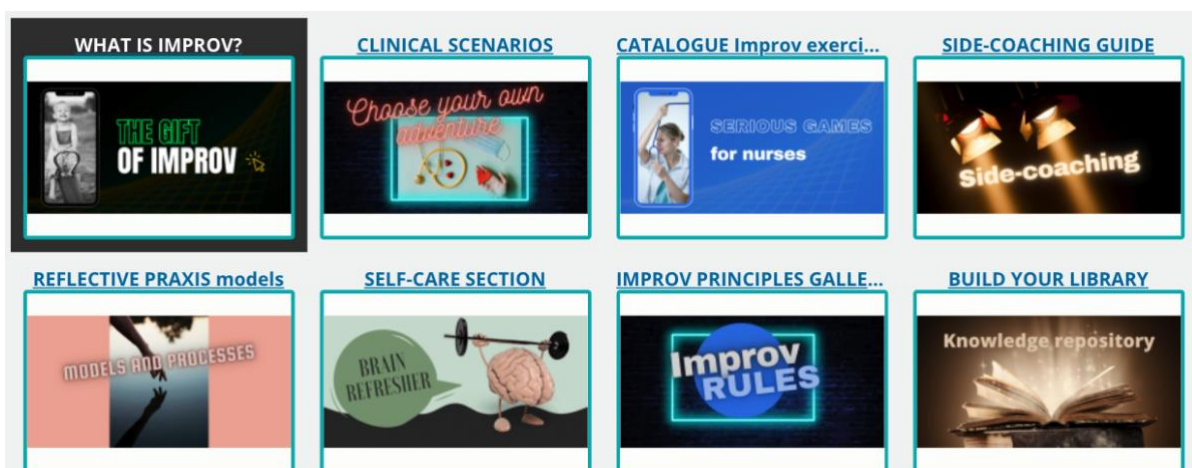 WHAT IS IMPROV?
CLINICAL SCENARIOS
CATALOGUE Improv exerci...
SIDE-COACHING GUIDE
THE GIFT
OF IMPROV
Choose your own
adventure
SERIOUS GAMES
for nurses
Side-coaching
REFLECTIVE PRAXIS models
SELF-CARE SECTION
IMPROV PRINCIPLES GALLE...
BUILD YOUR LIBRARY
MODELS AND PROCESSES
BRAIN
REFRESHER
Improv
RULES
Knowledge repository